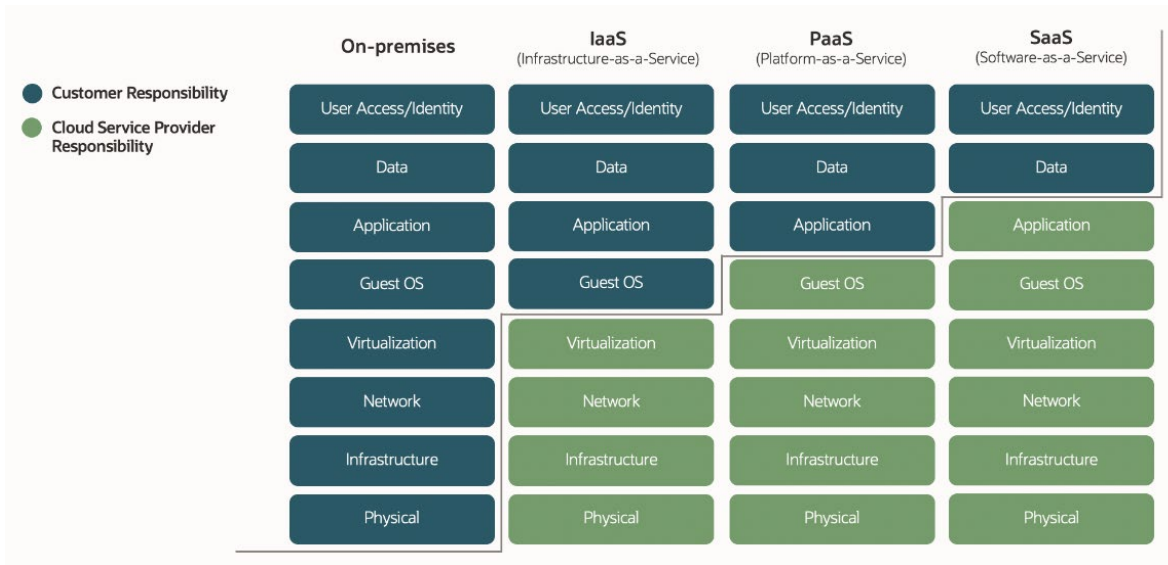 On-premises
IaaS
(Infrastructure-as-a-Service)
PaaS
(Platform-as-a-Service)
SaaS
(Software-as-a-Service)
Customer Responsibility
Cloud Service Provider
Responsibility
User Access/Identity
User Access/Identity
User Access/Identity
User Access/Identity
Data
Data
Data
Data
Application
Application
Application
Application
Guest OS
Guest OS
Guest OS
Guest OS
Virtualization
Virtualization
Virtualization
Virtualization
Network
Network
Network
Network
Infrastructure
Infrastructure
Infrastructure
Infrastructure
Physical
Physical
Physical
Physical